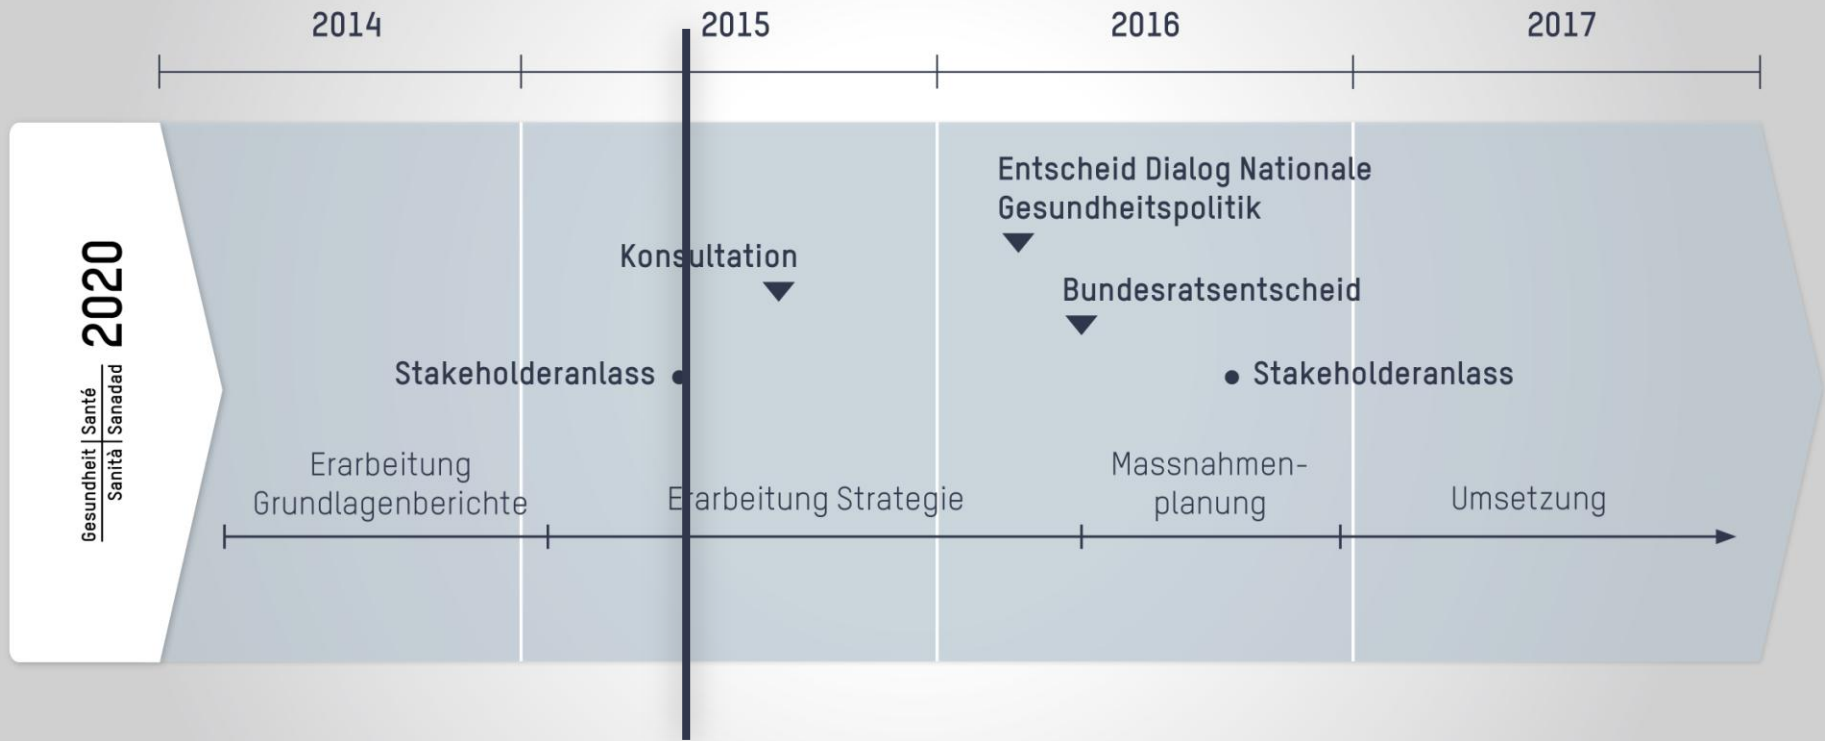 2014
2015
2016
2017
Entscheid Dialog Nationale
Gesundheitspolitik
Konsultation
Bundesratsentscheid
Stakeholderanlass
Stakeholderanlass
Gesundheit Santé
Sanità Sanadad
2020
Erarbeitung
Grundlagenberichte
Erarbeitung Strategie
Massnahmen-
planung
Umsetzung